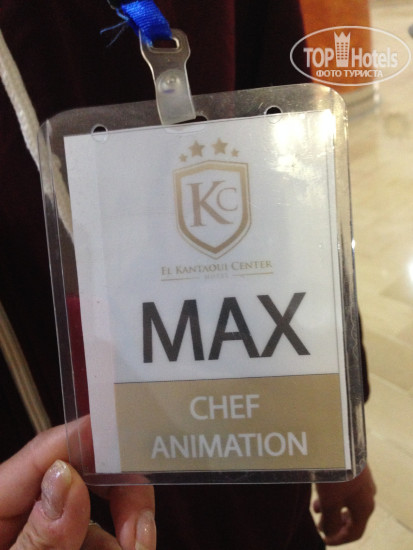 TOP Hotels
ФОТО ТУРИСТА
KC
EL KANTAOUI CENTER
MAX
CHEF
ANIMATION